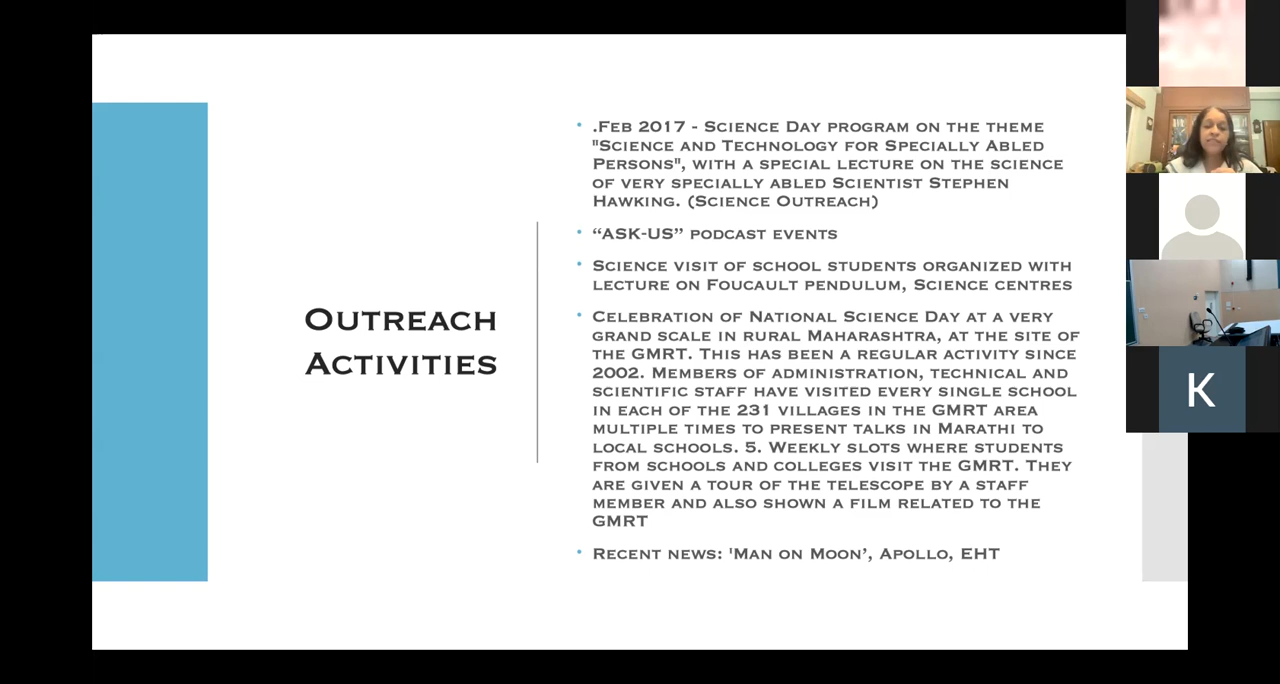 OUTREACH
ACTIVITIES
• .FEB 2017 - SCIENCE DAY PROGRAM ON THE THEME
"SCIENCE AND TECHNOLOGY FOR SPECIALLY ABLED
PERSONS", WITH A SPECIAL LECTURE ON THE SCIENCE
OF VERY SPECIALLY ABLED SCIENTIST STEPHEN
HAWKING. (SCIENCE OUTREACH)
• “ASK-US” PODCAST EVENTS
• SCIENCE VISIT OF SCHOOL STUDENTS ORGANIZED WITH
LECTURE ON FOUCAULT PENDULUM, SCIENCE CENTRES
• CELEBRATION OF NATIONAL SCIENCE DAY AT A VERY
GRAND SCALE IN RURAL MAHARASHTRA, AT THE SITE OF
THE GMRT. THIS HAS BEEN A REGULAR ACTIVITY SINCE
2002. MEMBERS OF ADMINISTRATION, TECHNICAL AND
SCIENTIFIC STAFF HAVE VISITED EVERY SINGLE SCHOOL
IN EACH OF THE 231 VILLAGES IN THE GMRT AREA
MULTIPLE TIMES TO PRESENT TALKS IN MARATHI TO
LOCAL SCHOOLS. 5. WEEKLY SLOTS WHERE STUDENTS
FROM SCHOOLS AND COLLEGES VISIT THE GMRT. THEY
ARE GIVEN A TOUR OF THE TELESCOPE BY A STAFF
MEMBER AND ALSO SHOWN A FILM RELATED TO THE
GMRT
• RECENT NEWS: 'MAN ON MOON’, APOLLO, EHT
K